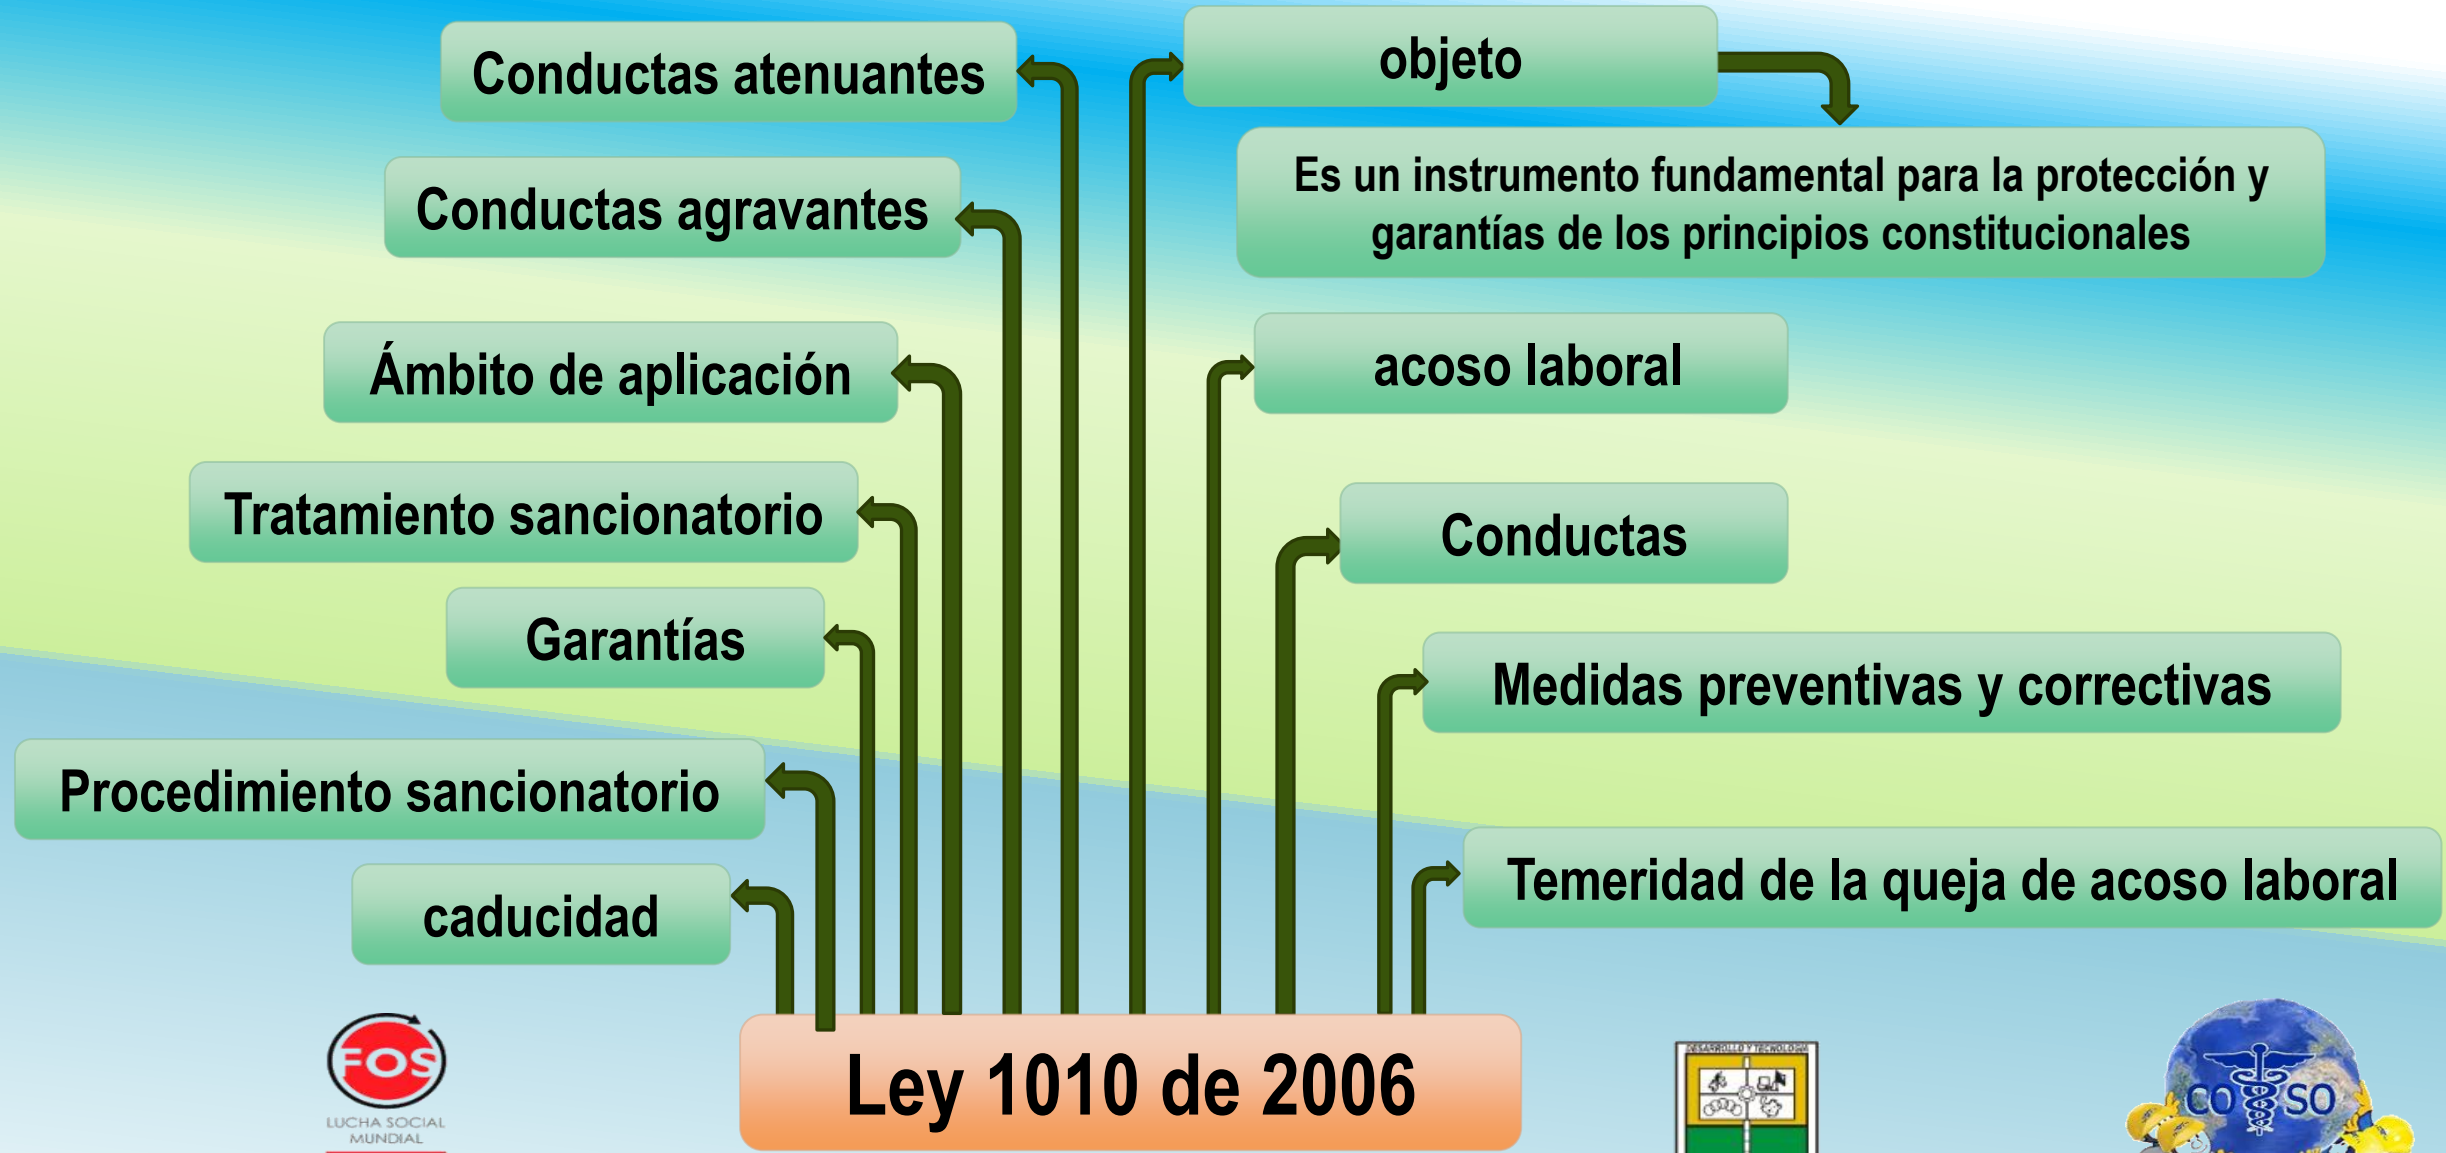 Conductas atenuantes
objeto
Es un instrumento fundamental para la protección y
garantías de los principios constitucionales
Conductas agravantes
Ámbito de aplicación
acoso laboral
Tratamiento sancionatorio
Conductas
Garantías
Medidas preventivas y correctivas
Procedimiento sancionatorio
Temeridad de la queja de acoso laboral
caducidad
Ley 1010 de 2006
FOS
LUCHA SOCIAL
MUNDIAL
DESARROLLO Y TECNOLOGIA
CO SO